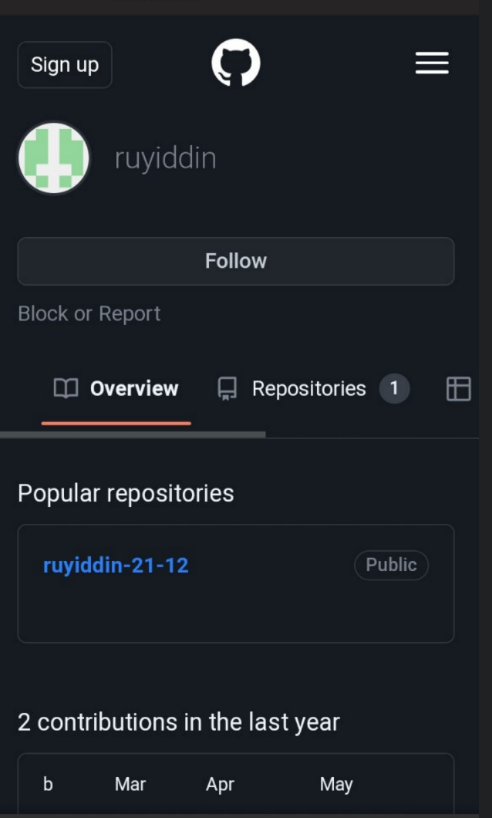 Sign up
ruyiddin
Follow
Block or Report
Overview Repositories 1
Popular repositories
ruyiddin-21-12 Public
2 contributions in the last year
b Mar Apr May